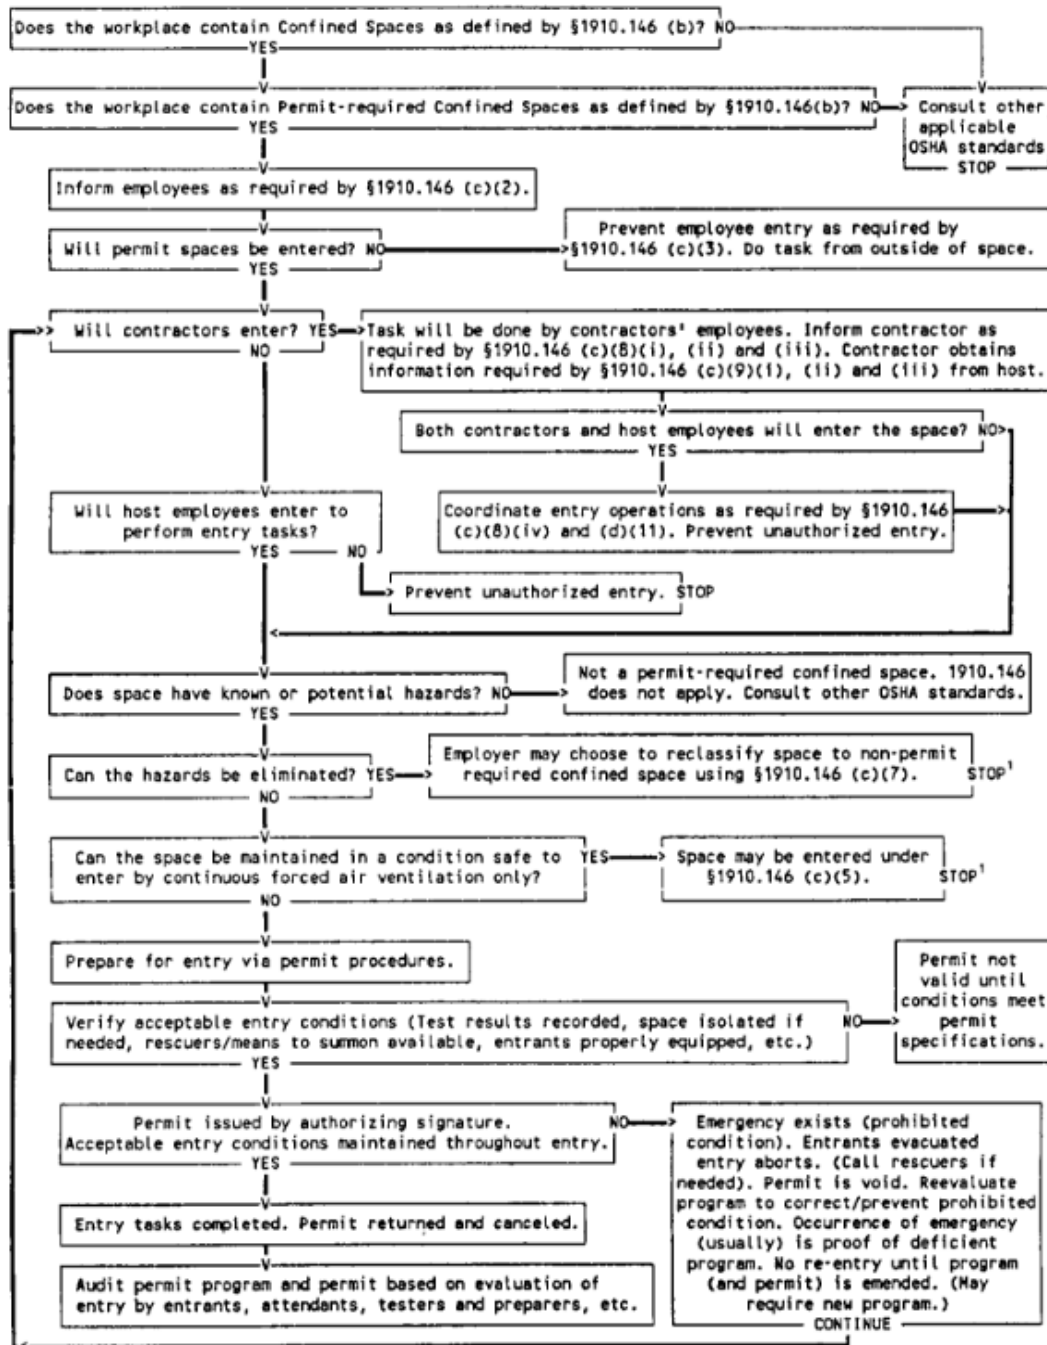 Does the workplace contain Confined Spaces as defined by §1910.146 (b)? NO
YES
Does the workplace contain Permit-required Confined Spaces as defined by §1910.146(b)? NO
YES
Consult other
applicable
OSHA standards
STOP
Inform employees as required by §1910.146 (c)(2).
Will permit spaces be entered? NO
YES
Prevent employee entry as required by
§1910.146 (c)(3). Do task from outside of space.
Will contractors enter? YES
NO
Task will be done by contractors' employees. Inform contractor as
required by §1910.146 (c)(8)(i), (ii) and (iii). Contractor obtains
information required by §1910.146 (c)(9)(i), (ii) and (iii) from host.
Both contractors and host employees will enter the space? NO
YES
Will host employees enter to
perform entry tasks?
YES NO
Coordinate entry operations as required by §1910.146
(c)(8)(iv) and (d)(11). Prevent unauthorized entry.
Prevent unauthorized entry. STOP
Does space have known or potential hazards? NO
YES
Not a permit-required confined space. 1910.146
does not apply. Consult other OSHA standards.
Can the hazards be eliminated? YES
NO
Employer may choose to reclassify space to non-permit
required confined space using §1910.146 (c)(7). STOP¹
Can the space be maintained in a condition safe to
enter by continuous forced air ventilation only?
YES
NO
Space may be entered under
§1910.146 (c)(5). STOP¹
Prepare for entry via permit procedures.
Verify acceptable entry conditions (Test results recorded, space isolated if
needed, rescuers/means to summon available, entrants properly equipped, etc.)
NO
YES
Permit not
valid until
conditions meet
permit
specifications.
Permit issued by authorizing signature.
Acceptable entry conditions maintained throughout entry.
NO
YES
Emergency exists (prohibited
condition). Entrants evacuated
entry aborts. (Call rescuers if
needed). Permit is void. Reevaluate
program to correct/prevent prohibited
condition. Occurrence of emergency
(usually) is proof of deficient
program. No re-entry until program
(and permit) is emended. (May
require new program.)
CONTINUE
Entry tasks completed. Permit returned and canceled.
Audit permit program and permit based on evaluation of
entry by entrants, attendants, testers and preparers, etc.